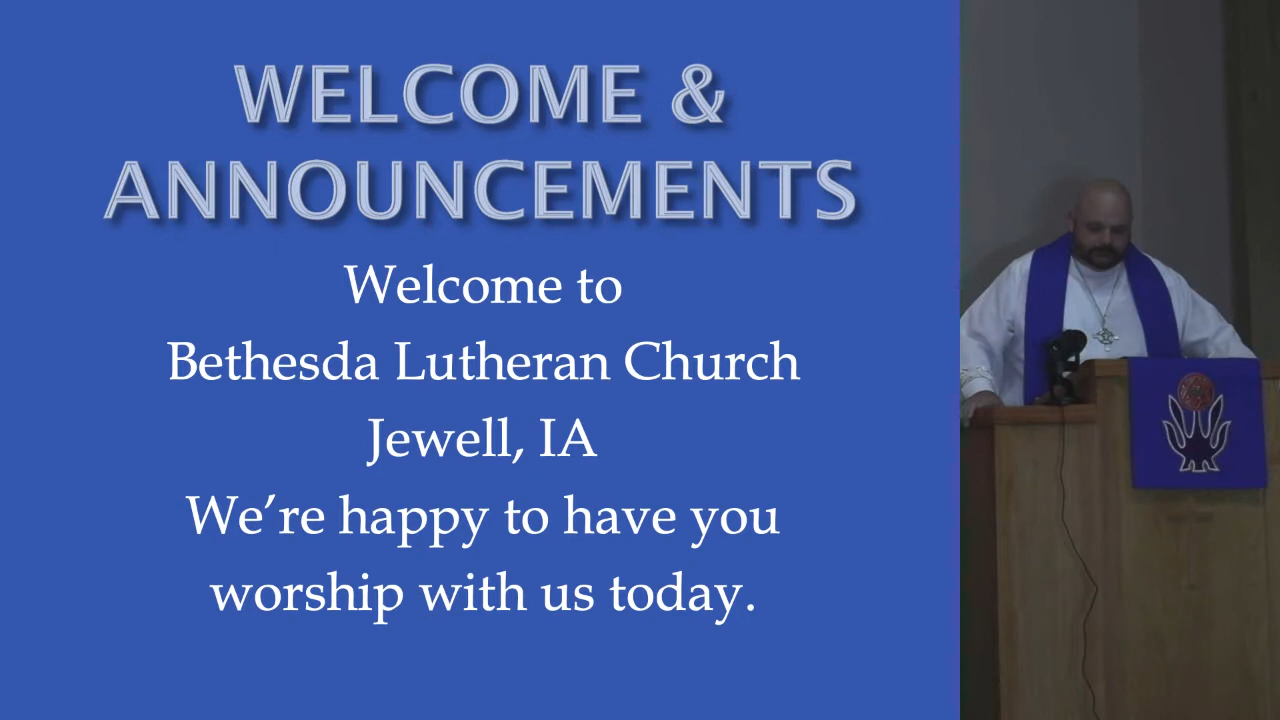 WELCOME &
ANNOUNCEMENTS
Welcome to
Bethesda Lutheran Church
Jewell, IA
We’re happy to have you
worship with us today.